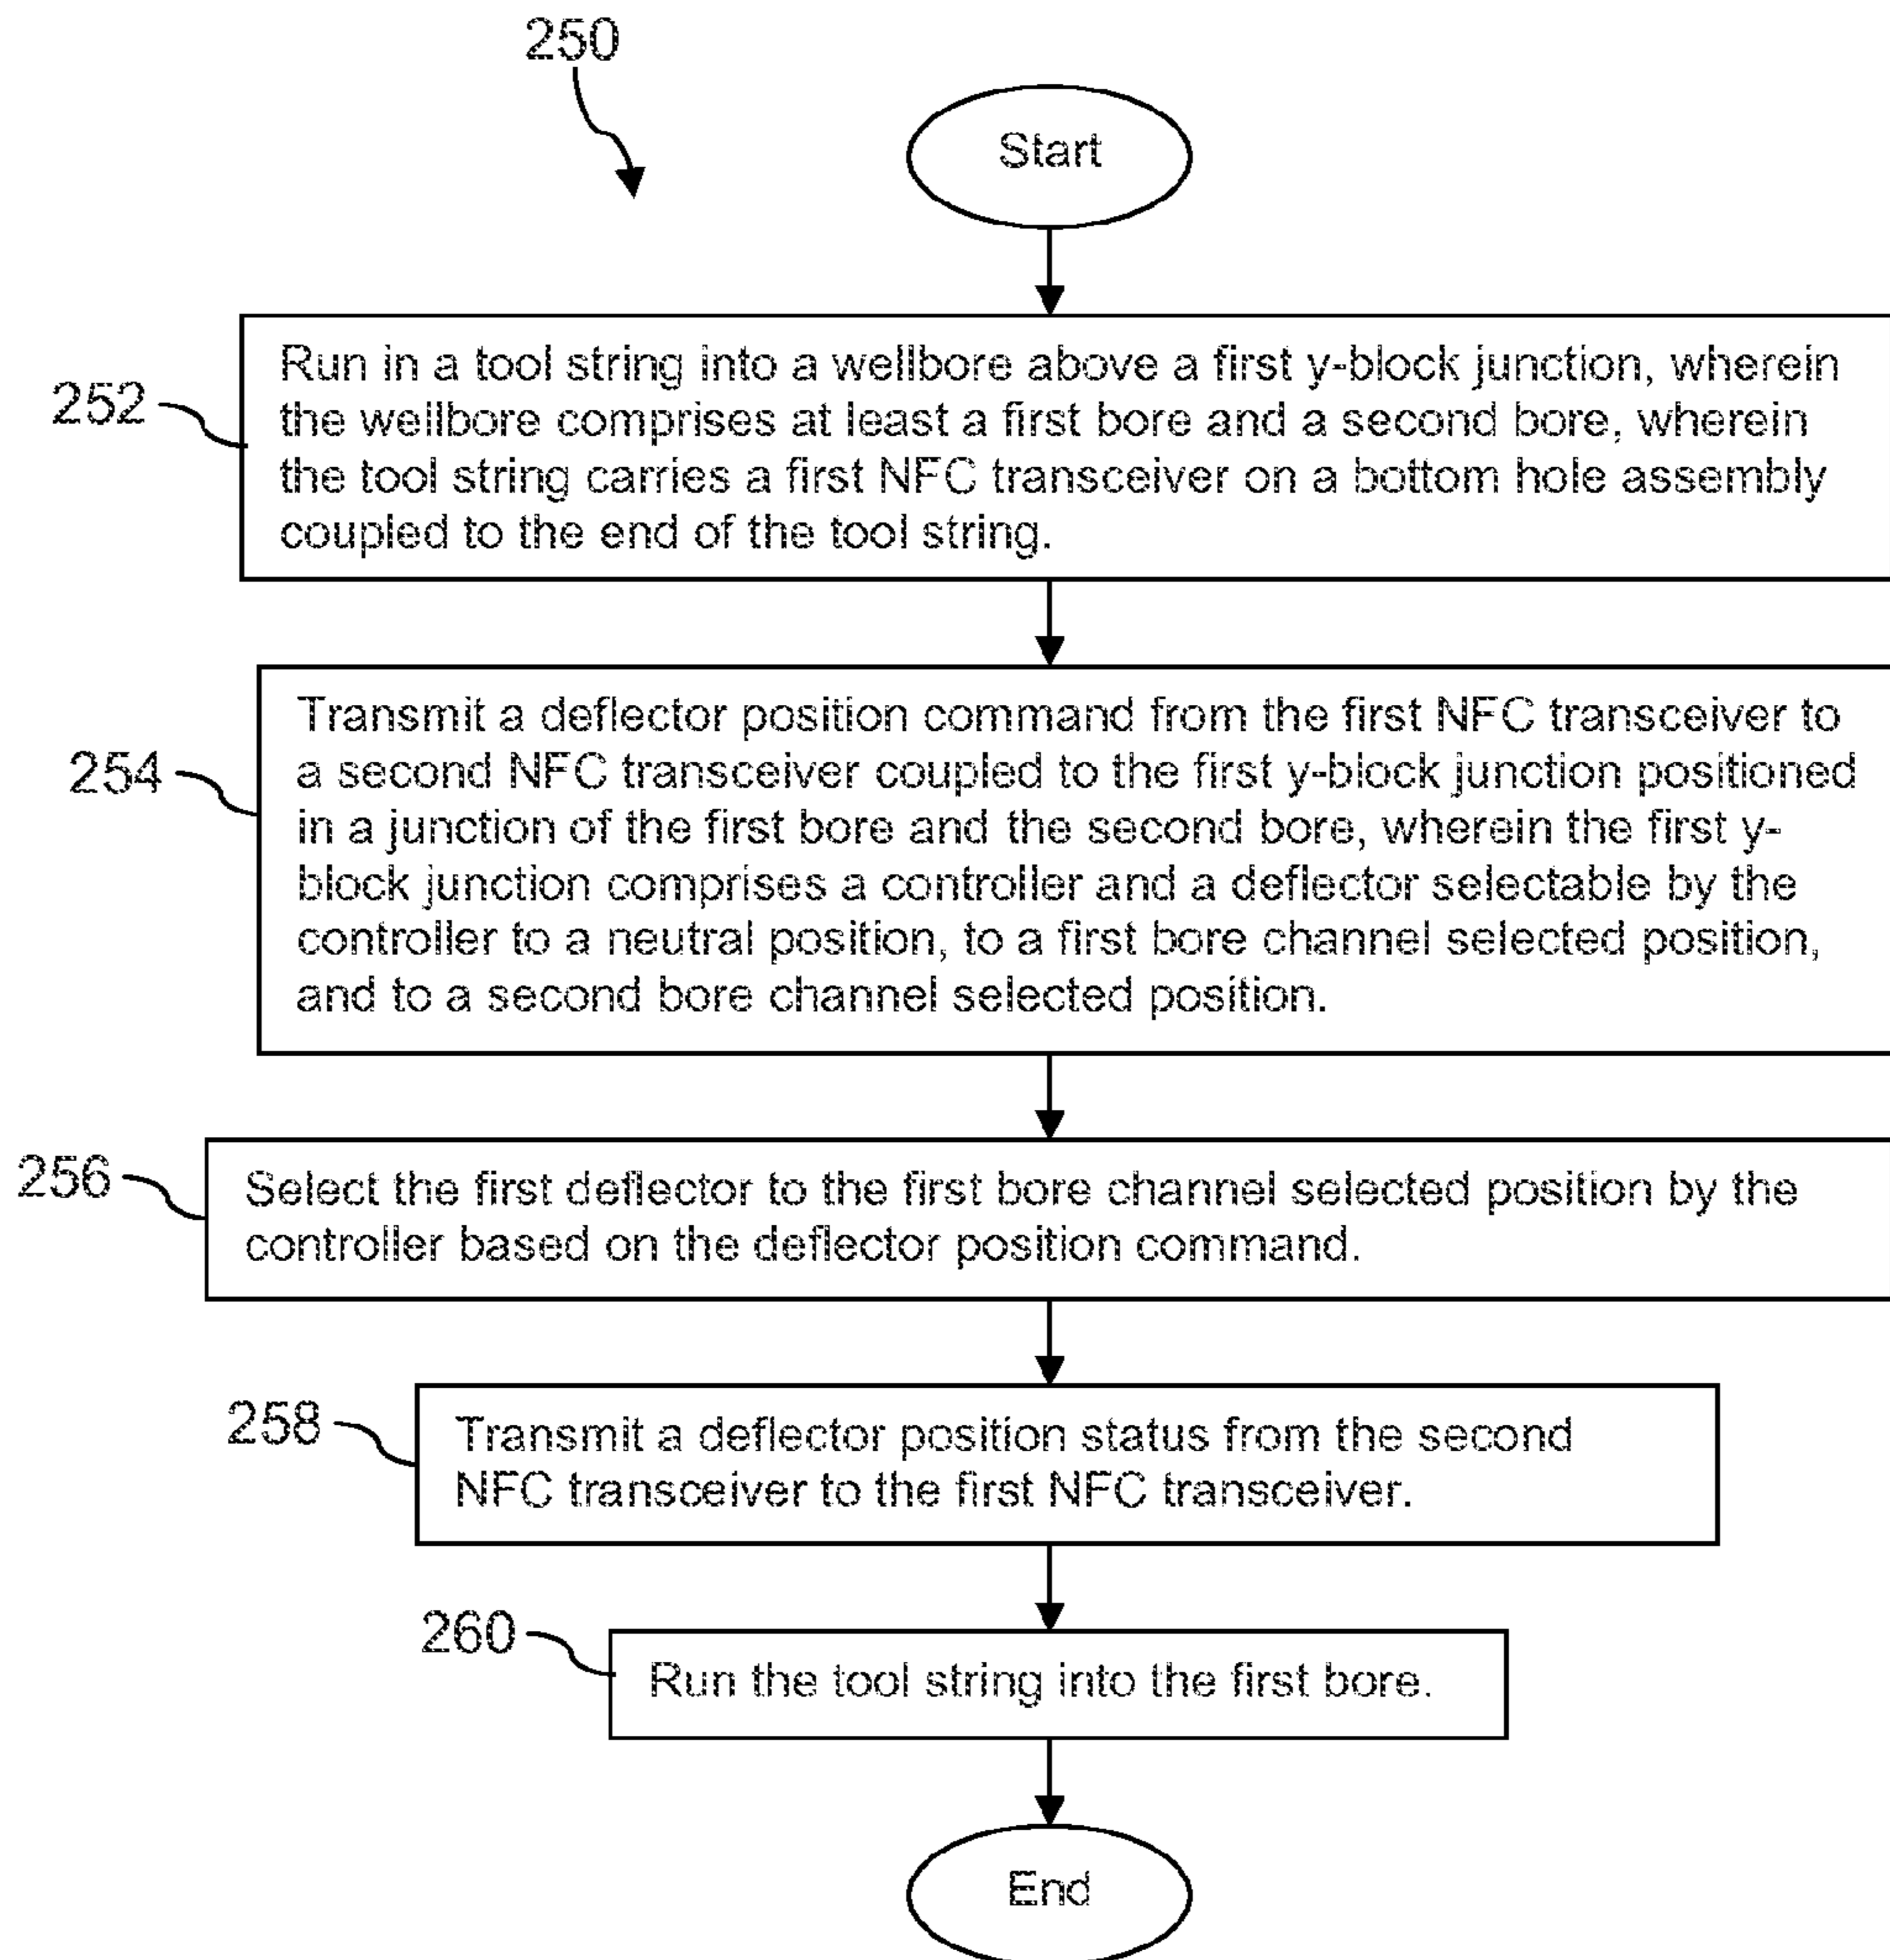 250
Start
252
Run in a tool string into a wellbore above a first y-block junction, wherein
the wellbore comprises at least a first bore and a second bore, wherein
the tool string carries a first NFC transceiver on a bottom hole assembly
coupled to the end of the tool string.
254
Transmit a deflector position command from the first NFC transceiver to
a second NFC transceiver coupled to the first y-block junction positioned
in a junction of the first bore and the second bore, wherein the first y-
block junction comprises a controller and a deflector selectable by the
controller to a neutral position, to a first bore channel selected position,
and to a second bore channel selected position.
256
Select the first deflector to the first bore channel selected position by the
controller based on the deflector position command.
258
Transmit a deflector position status from the second
NFC transceiver to the first NFC transceiver.
260
Run the tool string into the first bore.
End